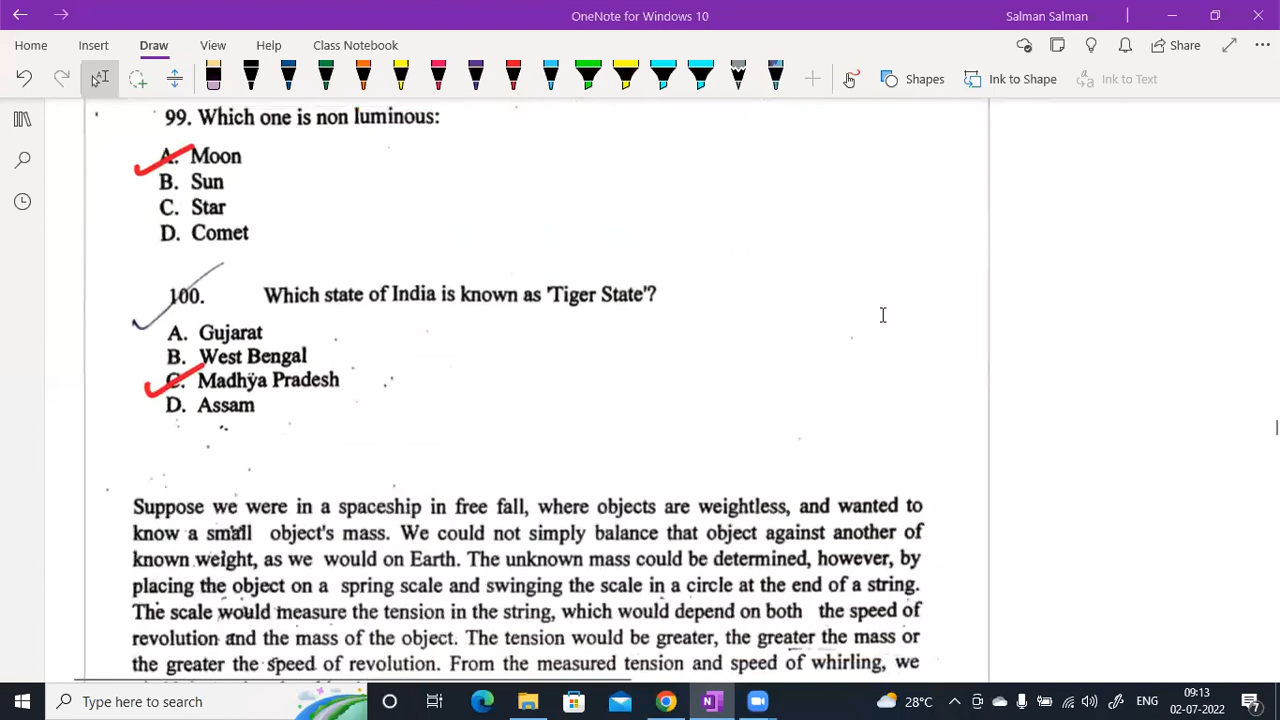 OneNote for Windows 10
Salman Salman
Home Insert Draw View Help Class Notebook
Share
Shapes Ink to Shape Ink to Text
99. Which one is non luminous:
A. Moon
B. Sun
C. Star
D. Comet
100. Which state of India is known as 'Tiger State'?
A. Gujarat
B. West Bengal
C. Madhya Pradesh
D. Assam
Suppose we were in a spaceship in free fall, where objects are weightless, and wanted to
know a small object's mass. We could not simply balance that object against another of
known weight, as we would on Earth. The unknown mass could be determined, however, by
placing the object on a spring scale and swinging the scale in a circle at the end of a string.
The scale would measure the tension in the string, which would depend on both the speed of
revolution and the mass of the object. The tension would be greater, the greater the mass or
the greater the speed of revolution. From the measured tension and speed of whirling, we
Type here to search
28°C
ENG
09:13
02-07-2022
7